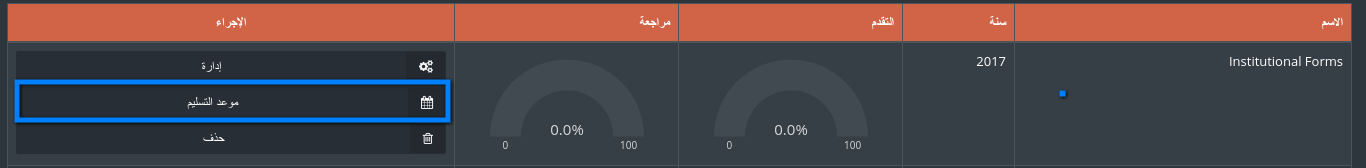 الاسم
سنة
التقدم
مراجعة
الإجراء
Institutional Forms
2017
0.0%
0
100
0.0%
0
100
إدارة
موعد التسليم
حذف